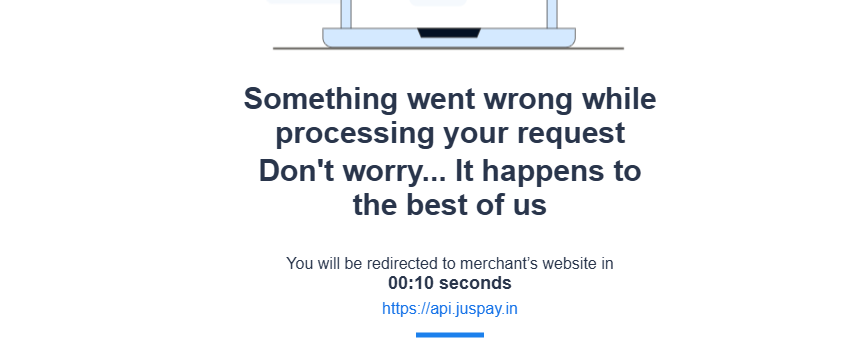 Something went wrong while
processing your request
Don't worry... It happens to
the best of us
You will be redirected to merchant’s website in
00:10 seconds
https://api.juspay.in